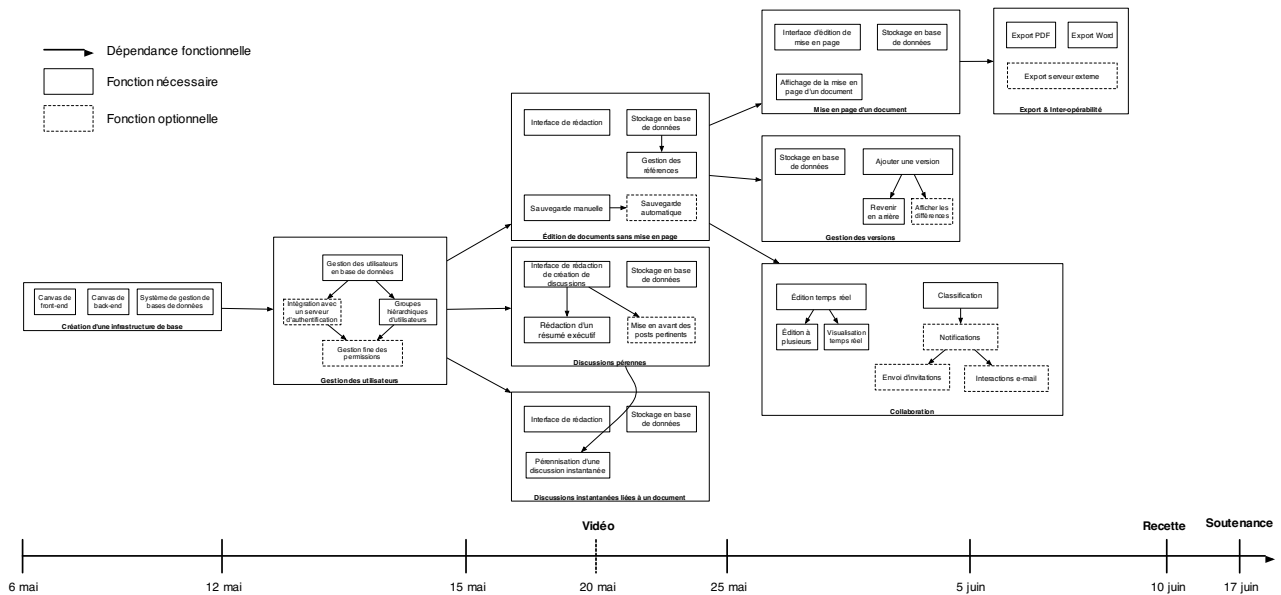 Dépendance fonctionnelle
Fonction nécessaire
Fonction optionnelle
Canvas de
front-end
Canvas de
back-end
Système de gestion de
bases de données
Création d'une infrastructure de base
Gestion des utilisateurs
en base de données
Intégration avec
un serveur
d'authentification
Groupes
hiérarchiques
d'utilisateurs
Gestion fine des
permissions
Gestion des utilisateurs
Interface de rédaction
Stockage en base
de données
Gestion des
références
Sauvegarde manuelle
Sauvegarde
automatique
Édition de documents sans mise en page
Interface de rédaction
de création de
discussions
Stockage en base
de données
Rédaction d'un
résumé exécutif
Mise en avant des
posts pertinents
Discussions pérennes
Interface de rédaction
Stockage en base
de données
Pérennisation d'une
discussion instantanée
Discussions instantanées liées à un document
Interface d'édition de
mise en page
Stockage en base
de données
Affichage de la mise en
page d'un document
Mise en page d'un document
Export PDF
Export Word
Export serveur externe
Export & Inter-opérabilité
Stockage en base
de données
Ajouter une version
Revenir
en arrière
Afficher les
différences
Gestion des versions
Édition temps réel
Édition à
plusieurs
Visualisation
temps réel
Classification
Notifications
Envoi d'invitations
Interactions e-mail
Collaboration
Vidéo
Recette
Soutenance
6 mai
12 mai
15 mai
20 mai
25 mai
5 juin
10 juin
17 juin